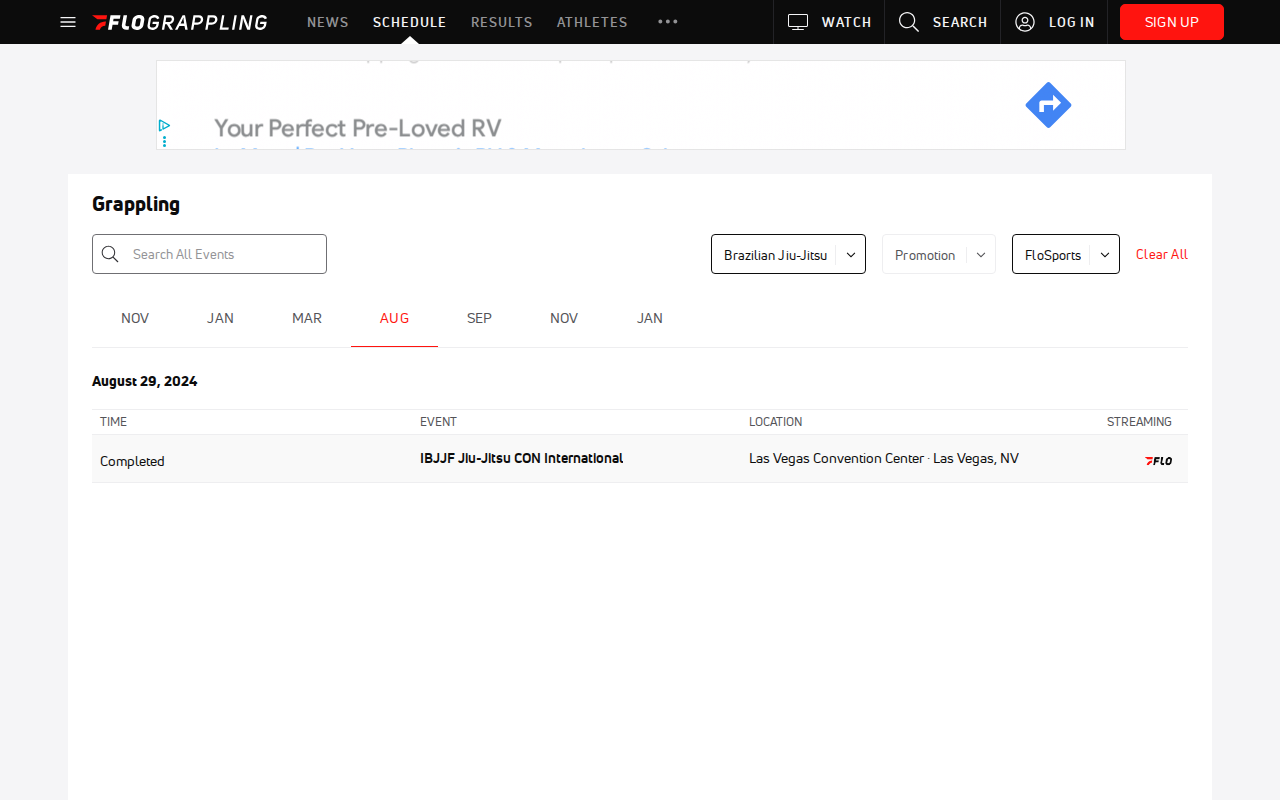 FLOGRAPPLING NEWS SCHEDULE RESULTS ATHLETES WATCH SEARCH LOG IN SIGN UP
Your Perfect Pre-Loved RV
Grappling
Search All Events Brazilian Jiu-Jitsu Promotion FloSports Clear All
NOV JAN MAR AUG SEP NOV JAN
August 29, 2024
TIME EVENT LOCATION STREAMING
Completed IBJJF Jiu-Jitsu CON International Las Vegas Convention Center · Las Vegas, NV FLO